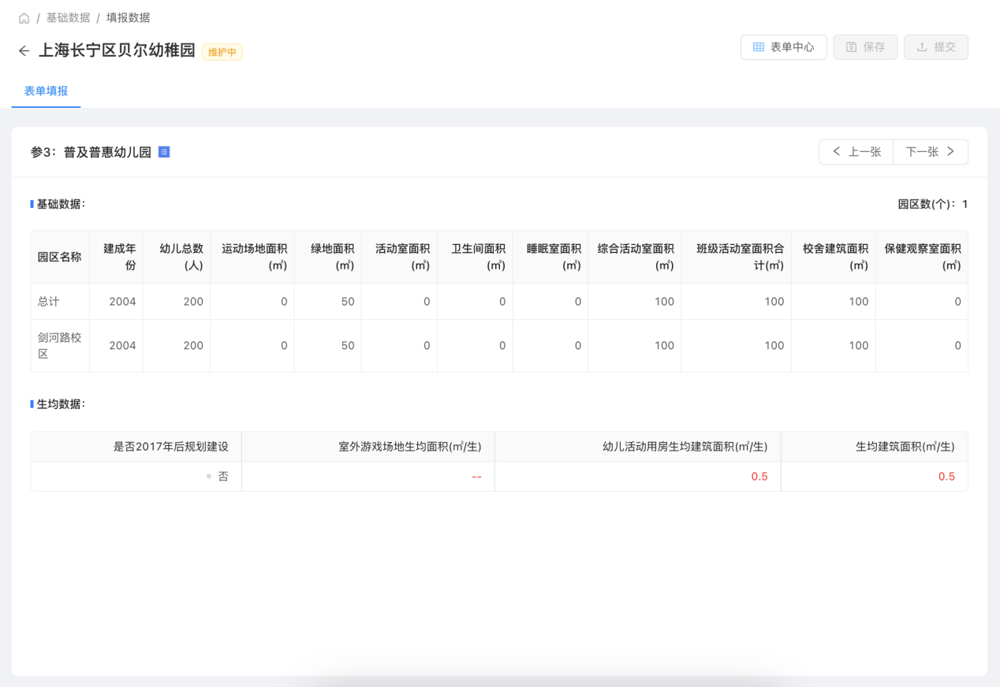 / 基础数据 / 填报数据
上海长宁区贝尔幼稚园 维护中
表单中心 保存 提交
表单填报
参3：普及普惠幼儿园
上一张 下一张
基础数据：
园区数(个)：1
园区名称 建成年份 幼儿总数(人) 运动场地面积(㎡) 绿地面积(㎡) 活动室面积(㎡) 卫生间面积(㎡) 睡眠室面积(㎡) 综合活动室面积(㎡) 班级活动室面积合计(㎡) 校舍建筑面积(㎡) 保健观察室面积(㎡)
总计 2004 200 0 50 0 0 0 100 100 100 0
剑河路校区 2004 200 0 50 0 0 0 100 100 100 0
生均数据：
是否2017年后规划建设 室外游戏场地生均面积(㎡/生) 幼儿活动用房生均建筑面积(㎡/生) 生均建筑面积(㎡/生)
否 -- 0.5 0.5